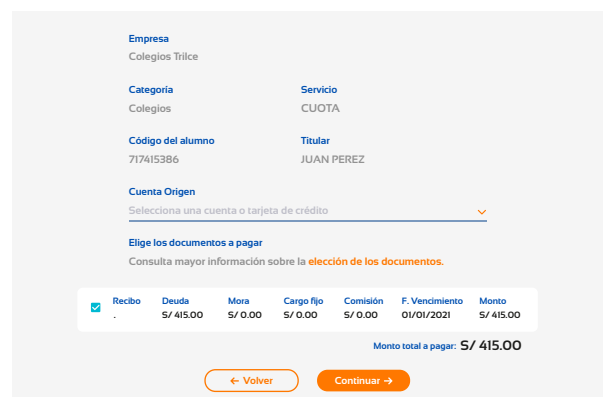 Empresa
Colegios Trilce
Categoría Servicio
Colegios CUOTA
Código del alumno Titular
717415386 JUAN PEREZ
Cuenta Origen
Selecciona una cuenta o tarjeta de crédito
Elige los documentos a pagar
Consulta mayor información sobre la elección de los documentos.
Recibo Deuda Mora Cargo fijo Comisión F. Vencimiento Monto
. S/ 415.00 S/ 0.00 S/ 0.00 S/ 0.00 01/01/2021 S/ 415.00
Monto total a pagar: S/ 415.00
← Volver Continuar →